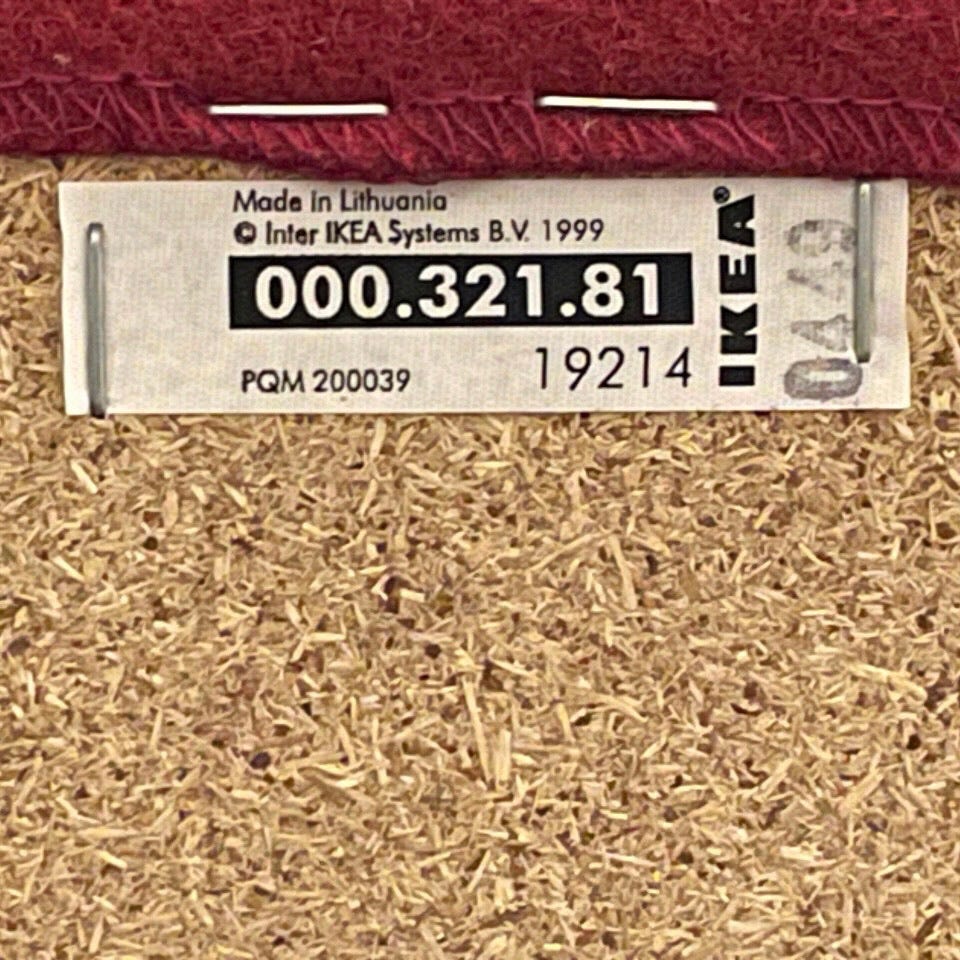 Made in Lithuania
© Inter IKEA Systems B.V. 1999
000.321.81
PQM 200039
19214
IKEA®